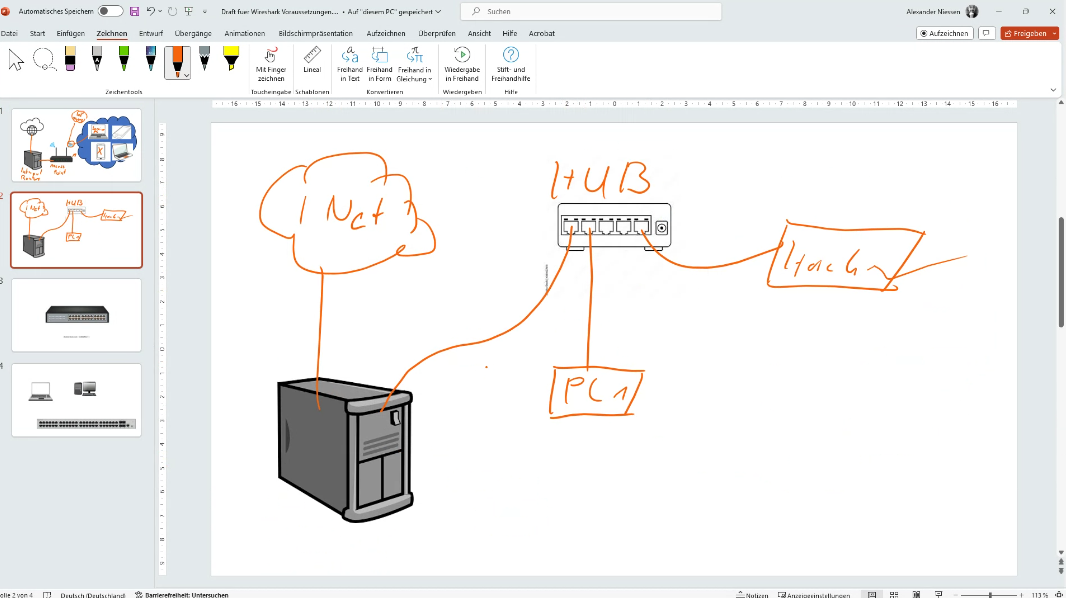 Automatisches Speichern
Draft fuer Wireshark Voraussetzungen.... • Auf "diesem PC" gespeichert
Suchen
Alexander Niessen
Datei Start Einfügen Zeichnen Entwurf Übergänge Animationen Bildschirmpräsentation Aufzeichnen Überprüfen Ansicht Hilfe Acrobat
Aufzeichnen
Freigeben
Mit Finger zeichnen
Lineal
Freihand in Text
Freihand in Form
Freihand in Gleichung
Wiedergabe in Freihand
Stift- und Freihandhilfe
Zeichentools
Toucheingabe
Schablonen
Konvertieren
Wiedergeben
Hilfe
16 15 14 13 12 11 10 9 8 7 6 5 4 3 2 1 0 1 2 3 4 5 6 7 8 9 10 11 12 13 14 15 16
1
2
3
4
HUB
PC 1
olie 2 von 4
Deutsch (Deutschland)
Barrierefreiheit: Untersuchen
Notizen
Anzeigeeinstellungen
113 %